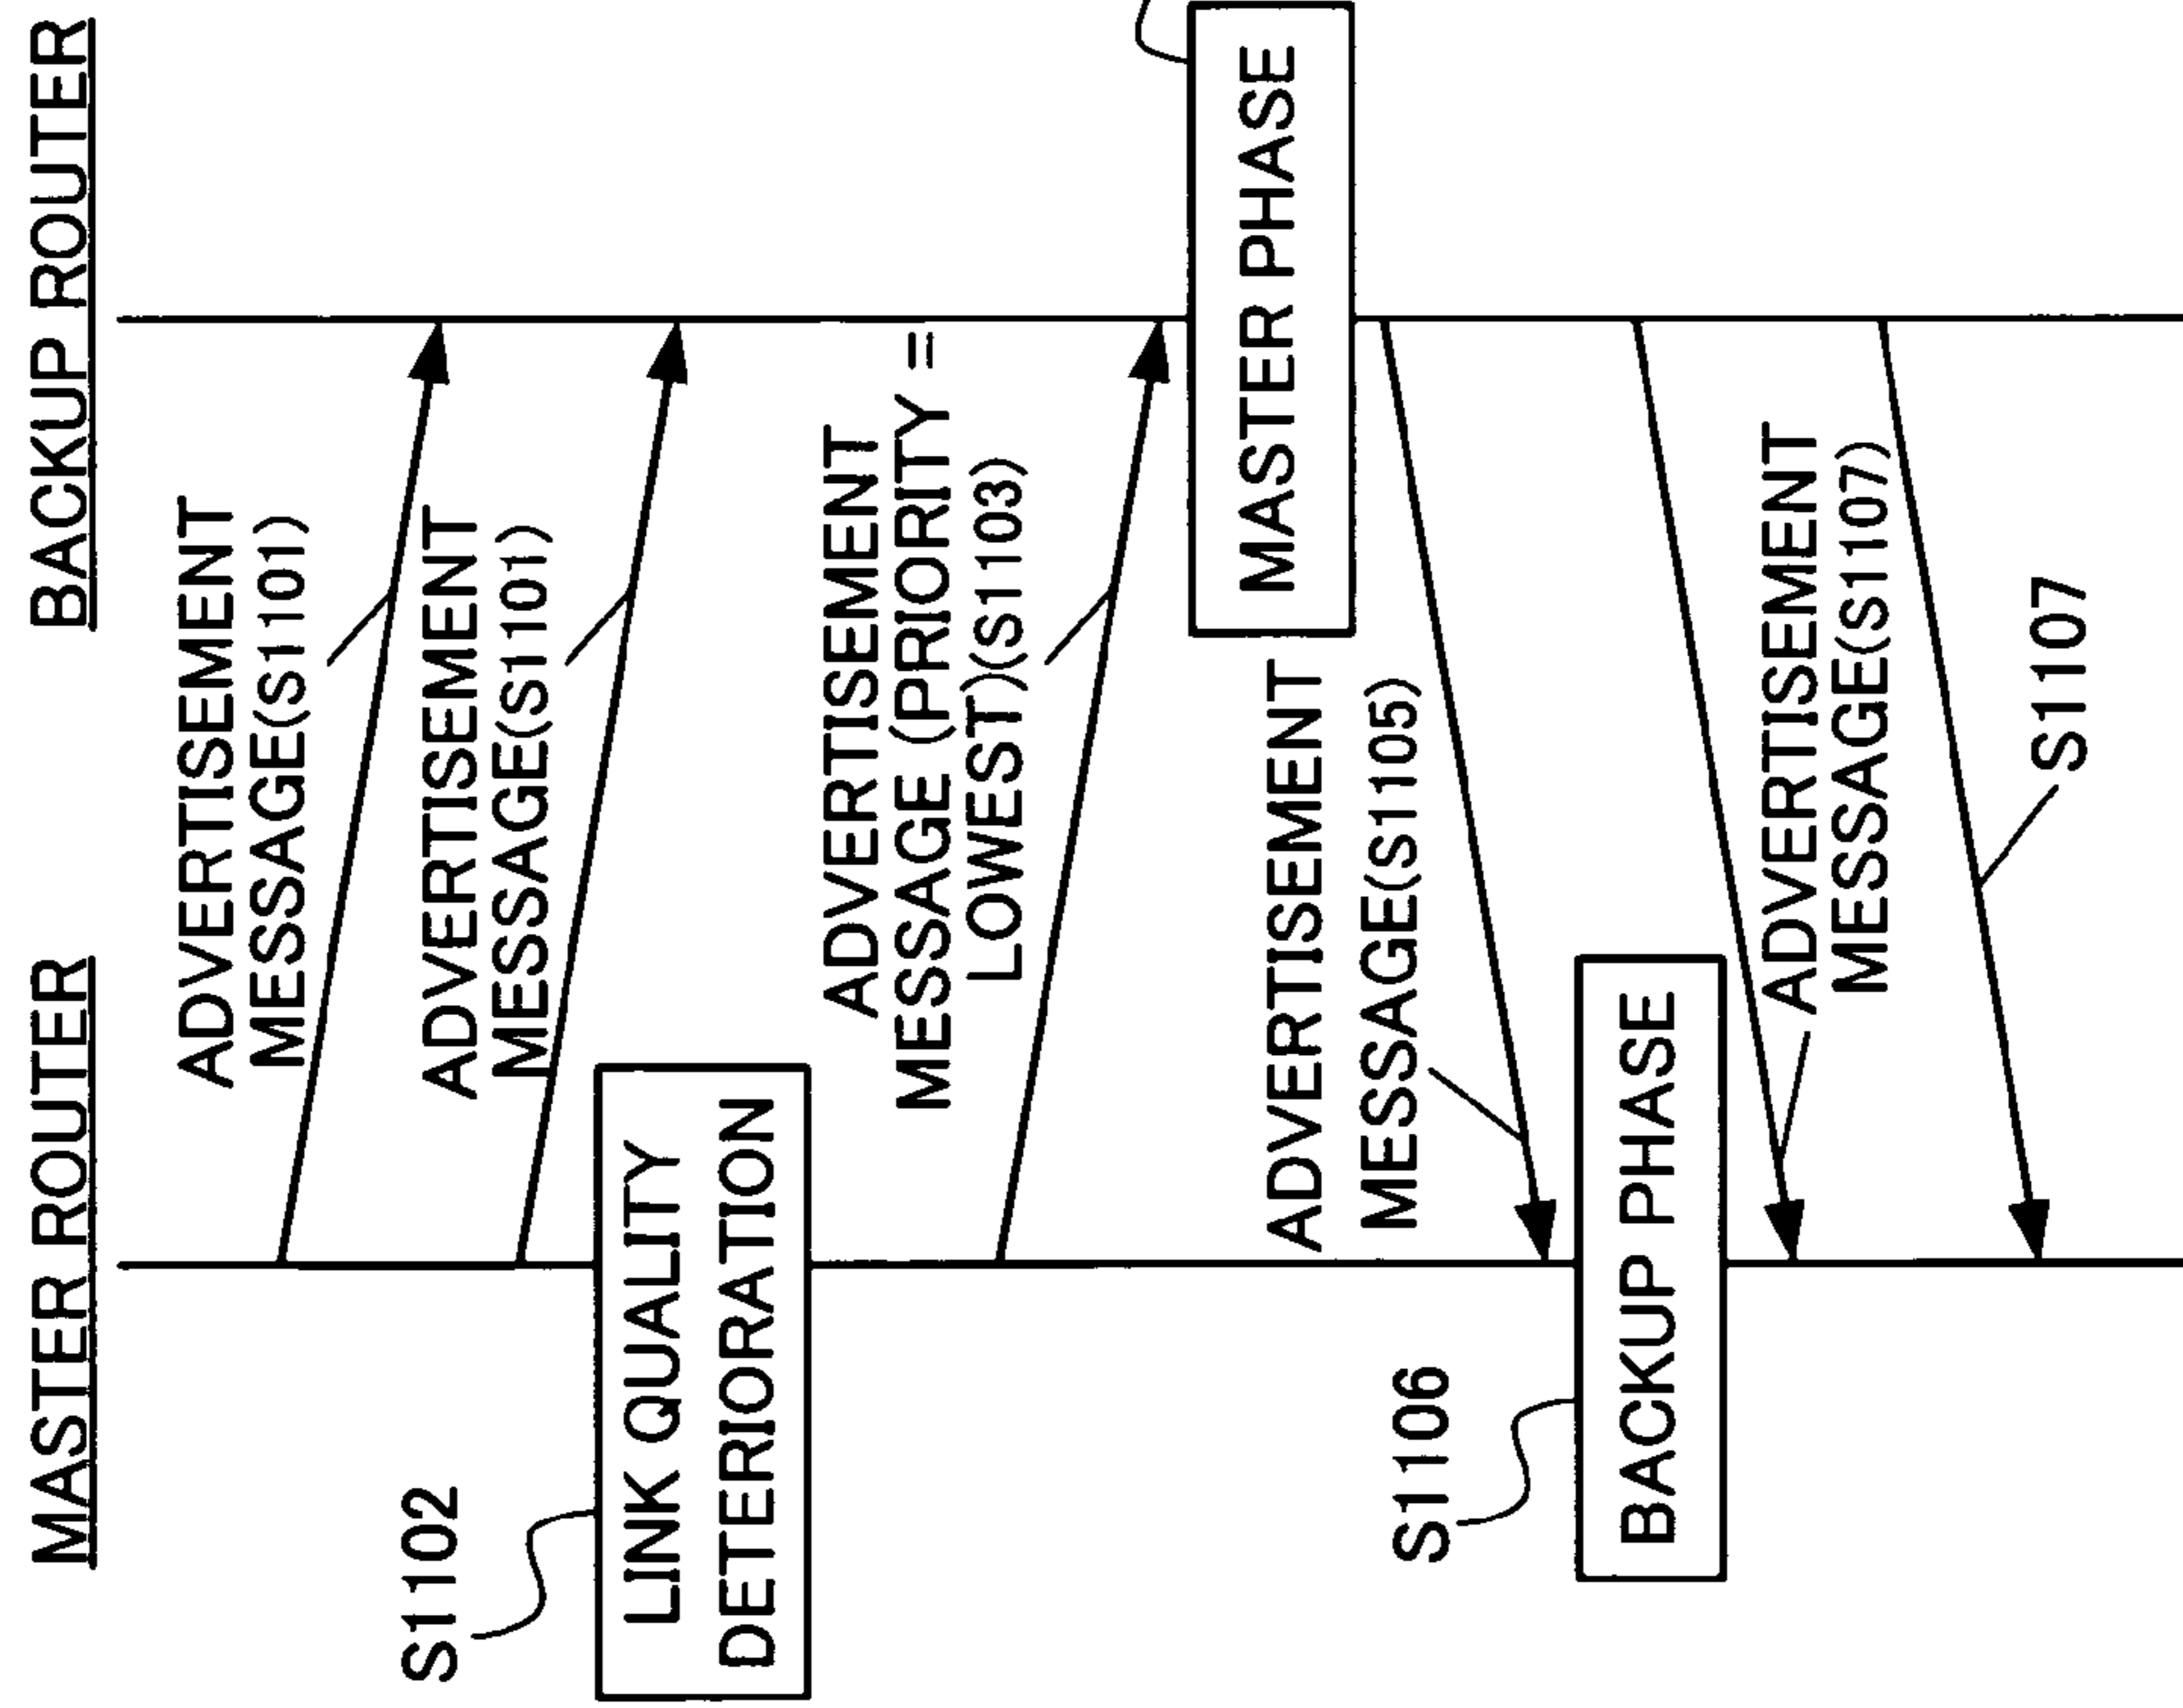 MASTER ROUTER
BACKUP ROUTER
ADVERTISEMENT
MESSAGE(S1101)
S1102
ADVERTISEMENT
MESSAGE(S1101)
LINK QUALITY
DETERIORATION
ADVERTISEMENT
MESSAGE (PRIORITY =
LOWEST)(S1103)
MASTER PHASE
ADVERTISEMENT
MESSAGE(S1105)
S1106
BACKUP PHASE
ADVERTISEMENT
MESSAGE(S1107)
S1107